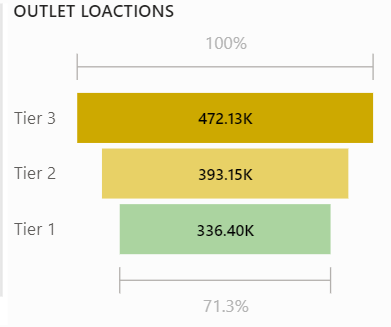 OUTLET LOACTIONS
100%
Tier 3 472.13K
Tier 2 393.15K
Tier 1 336.40K
71.3%